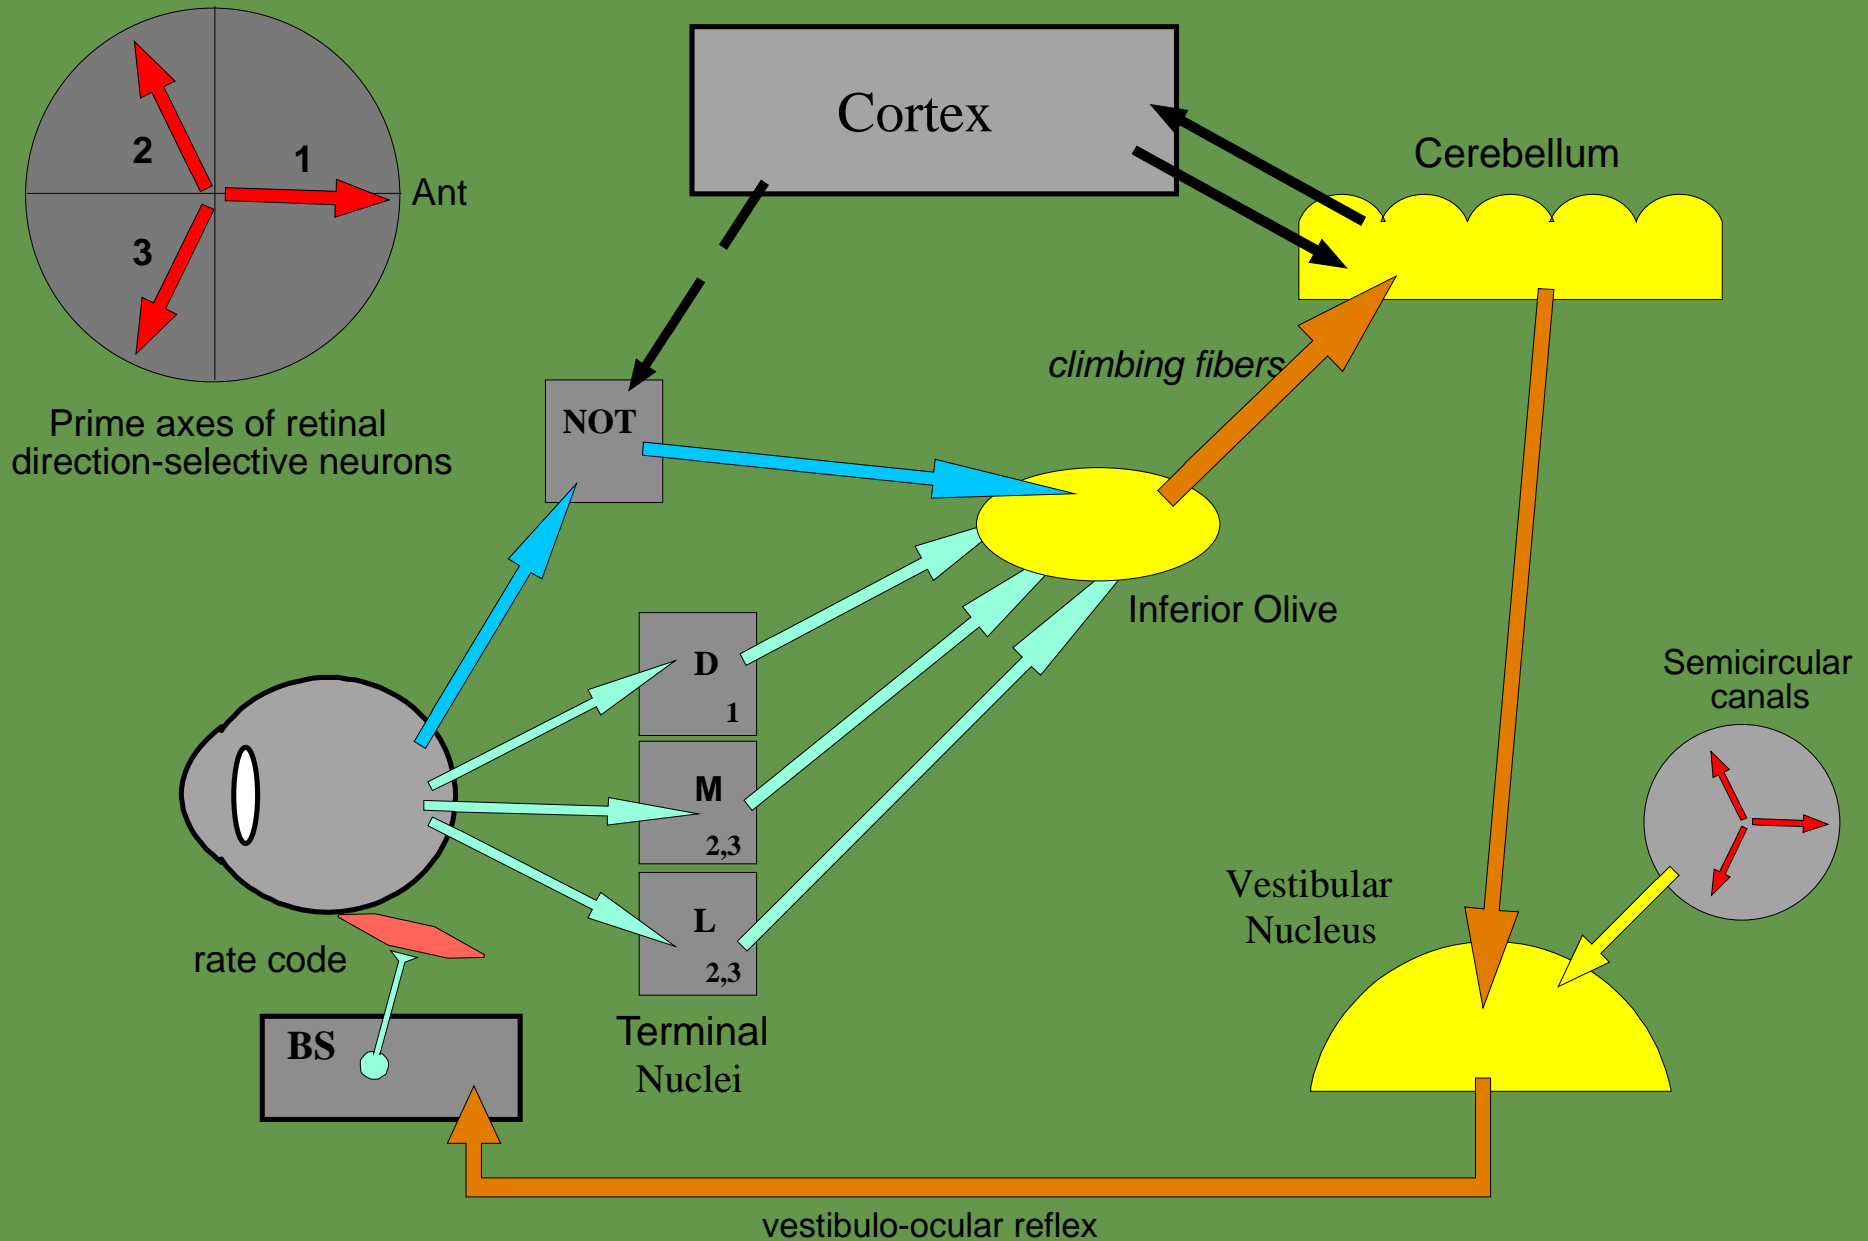 Cortex
Cerebellum
2
1
Ant
3
climbing fibers
Prime axes of retinal
direction-selective neurons
NOT
Inferior Olive
D
1
Semicircular
canals
M
2,3
Vestibular
Nucleus
L
2,3
rate code
Terminal
Nuclei
BS
vestibulo-ocular reflex